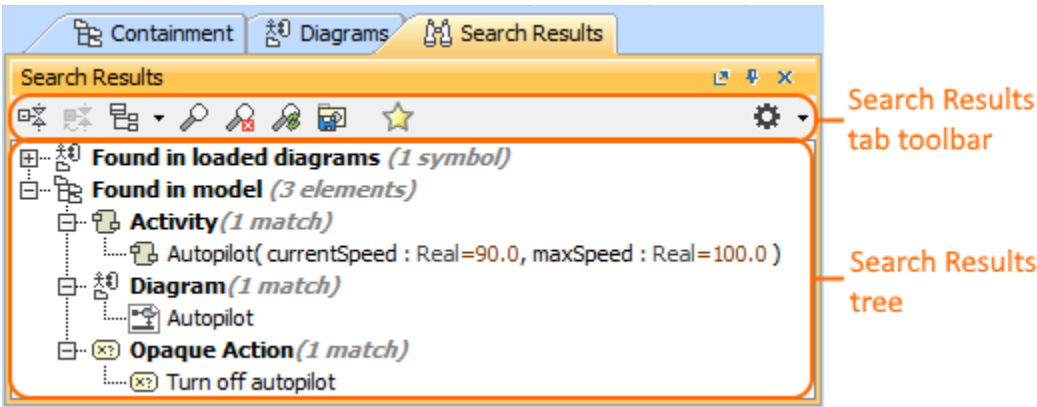 Containment Diagrams Search Results
Search Results
Search Results
tab toolbar
Found in loaded diagrams (1 symbol)
Found in model (3 elements)
Activity (1 match)
Autopilot( currentSpeed : Real=90.0, maxSpeed : Real=100.0 )
Diagram (1 match)
Autopilot
Opaque Action (1 match)
Turn off autopilot
Search Results
tree